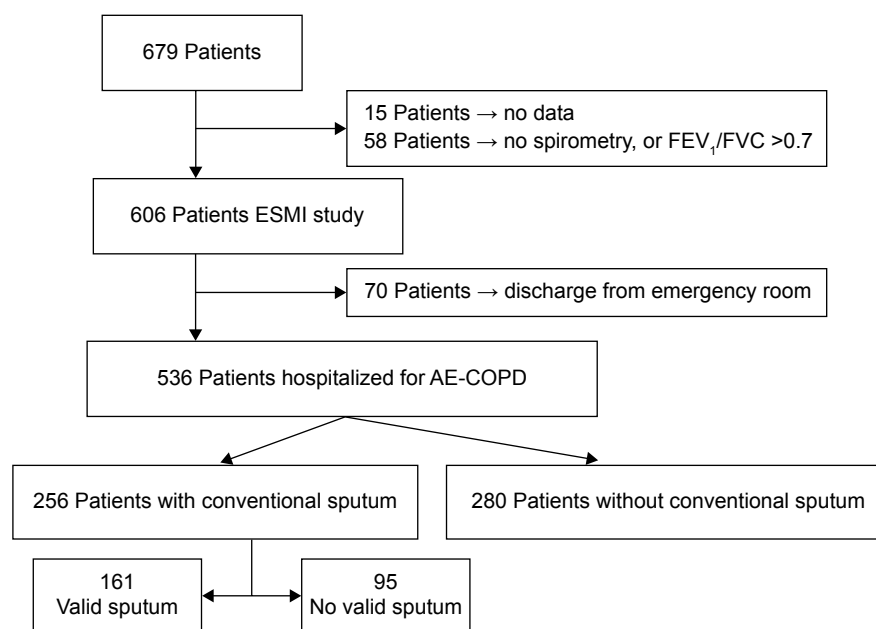 679 Patients
15 Patients → no data
58 Patients → no spirometry, or FEV₁/FVC >0.7
606 Patients ESMI study
70 Patients → discharge from emergency room
536 Patients hospitalized for AE-COPD
256 Patients with conventional sputum
280 Patients without conventional sputum
161
Valid sputum
95
No valid sputum